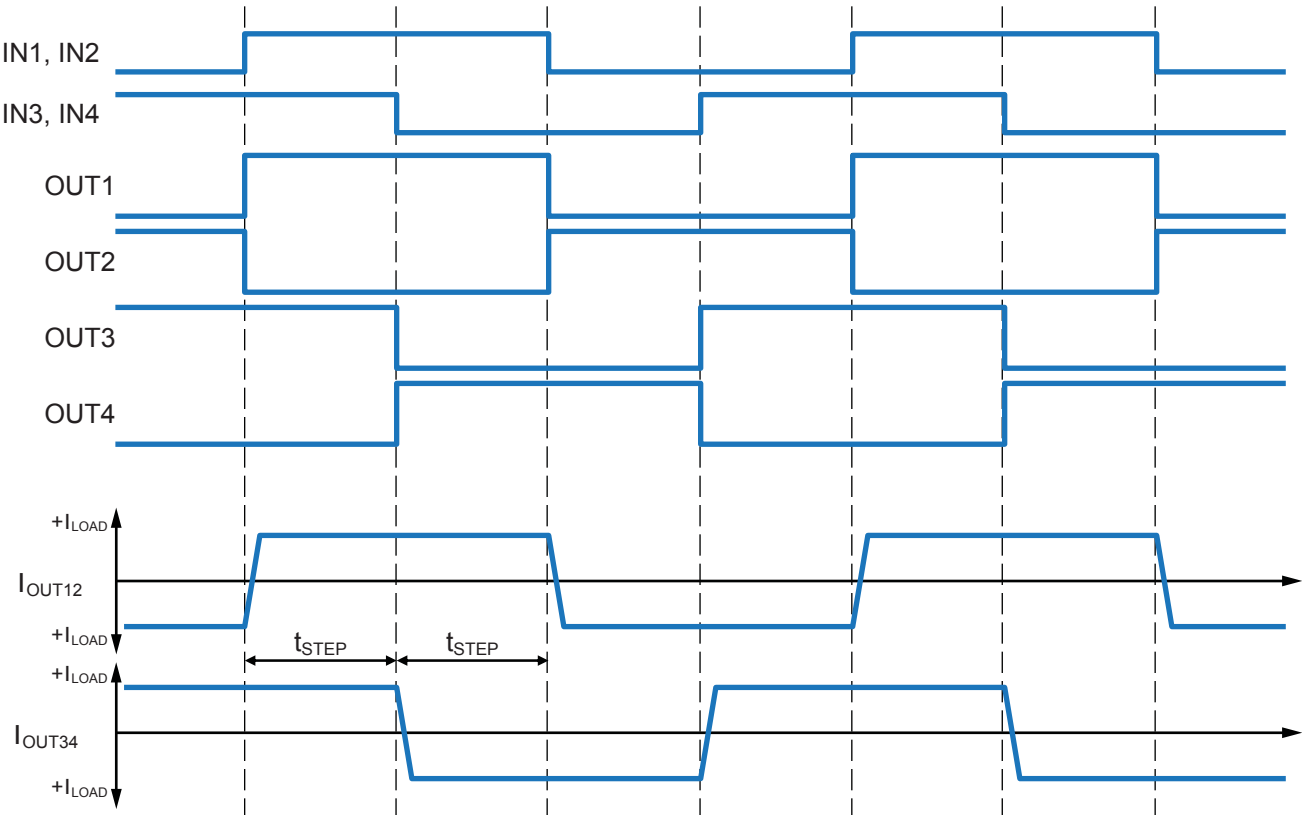 IN1, IN2
IN3, IN4
OUT1
OUT2
OUT3
OUT4
+ILOAD
IOUT12
+ILOAD
tSTEP tSTEP
+ILOAD
IOUT34
+ILOAD